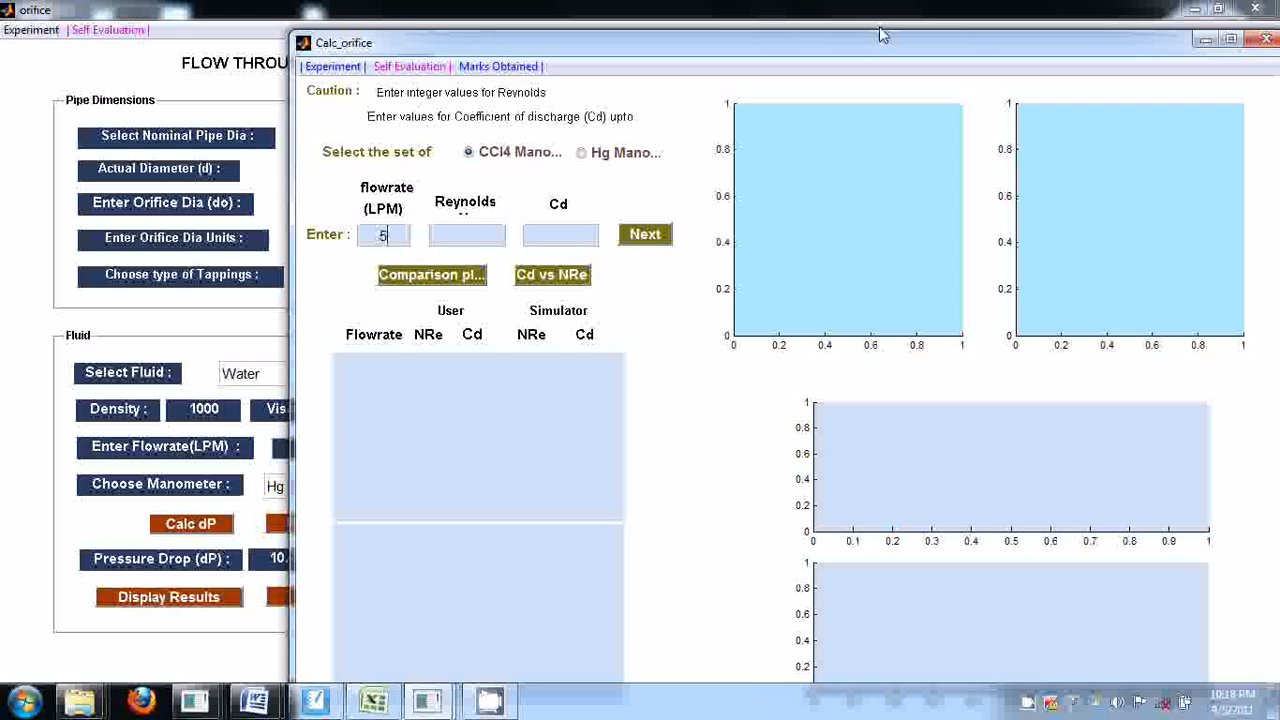 orifice
Experiment | Self Evaluation |
FLOW THROU
Pipe Dimensions
Select Nominal Pipe Dia :
Actual Diameter (d) :
Enter Orifice Dia (do) :
Enter Orifice Dia Units :
Choose type of Tappings :
Fluid
Select Fluid : Water
Density : 1000 Vis
Enter Flowrate(LPM) :
Choose Manometer : Hg
Calc dP
Pressure Drop (dP) : 10.
Display Results
Calc_orifice
| Experiment | Self Evaluation | Marks Obtained |
Caution : Enter integer values for Reynolds
Enter values for Coefficient of discharge (Cd) upto
Select the set of CCl4 Mano... Hg Mano...
flowrate
(LPM) Reynolds Cd
Enter : 5 Next
Comparison pl... Cd vs NRe
User Simulator
Flowrate NRe Cd NRe Cd
1
0.8
0.6
0.4
0.2
0
0 0.2 0.4 0.6 0.8 1
1
0.8
0.6
0.4
0.2
0
0 0.2 0.4 0.6 0.8 1
1
0.8
0.6
0.4
0.2
0
0 0.1 0.2 0.3 0.4 0.5 0.6 0.7 0.8 0.9 1
1
0.8
0.6
0.4
0.2
10:18 PM